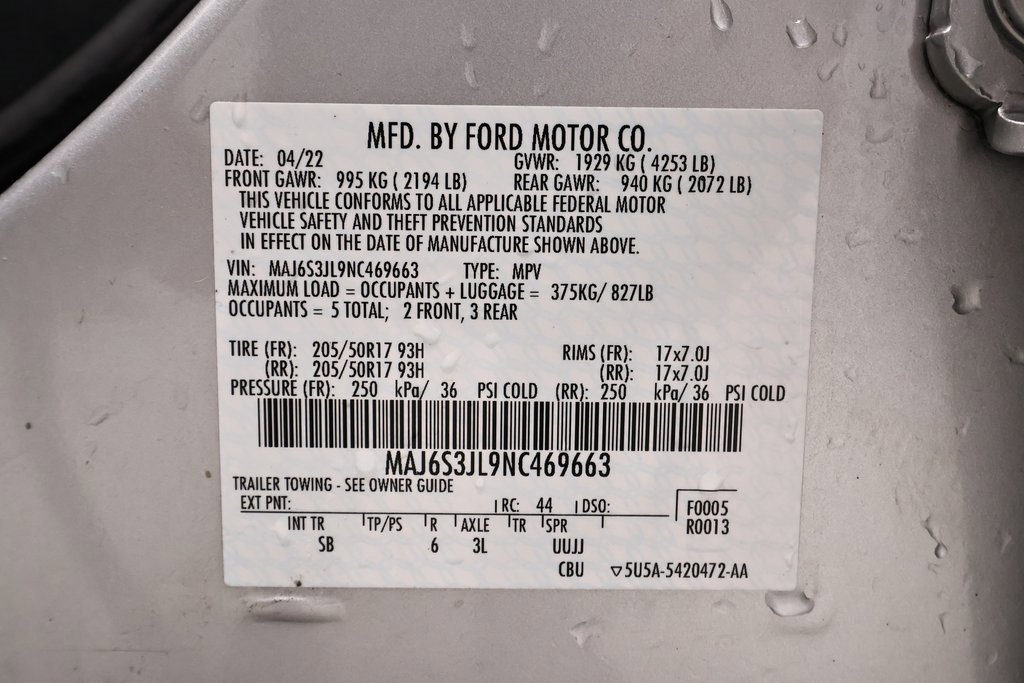 MFD. BY FORD MOTOR CO.
DATE: 04/22 GVWR: 1929 KG ( 4253 LB)
FRONT GAWR: 995 KG ( 2194 LB) REAR GAWR: 940 KG ( 2072 LB)
THIS VEHICLE CONFORMS TO ALL APPLICABLE FEDERAL MOTOR
VEHICLE SAFETY AND THEFT PREVENTION STANDARDS
IN EFFECT ON THE DATE OF MANUFACTURE SHOWN ABOVE.
VIN: MAJ6S3JL9NC469663 TYPE: MPV
MAXIMUM LOAD = OCCUPANTS + LUGGAGE = 375KG/ 827LB
OCCUPANTS = 5 TOTAL; 2 FRONT, 3 REAR
TIRE (FR): 205/50R17 93H RIMS (FR): 17x7.0J
(RR): 205/50R17 93H (RR): 17x7.0J
PRESSURE (FR): 250 kPa/ 36 PSI COLD (RR): 250 kPa/ 36 PSI COLD
MAJ6S3JL9NC469663
TRAILER TOWING - SEE OWNER GUIDE
EXT PNT: RC: 44 DSO: F0005
R0013
INT TR TP/PS R AXLE TR SPR
SB 6 3L UUJJ
CBU ▽5U5A-5420472-AA